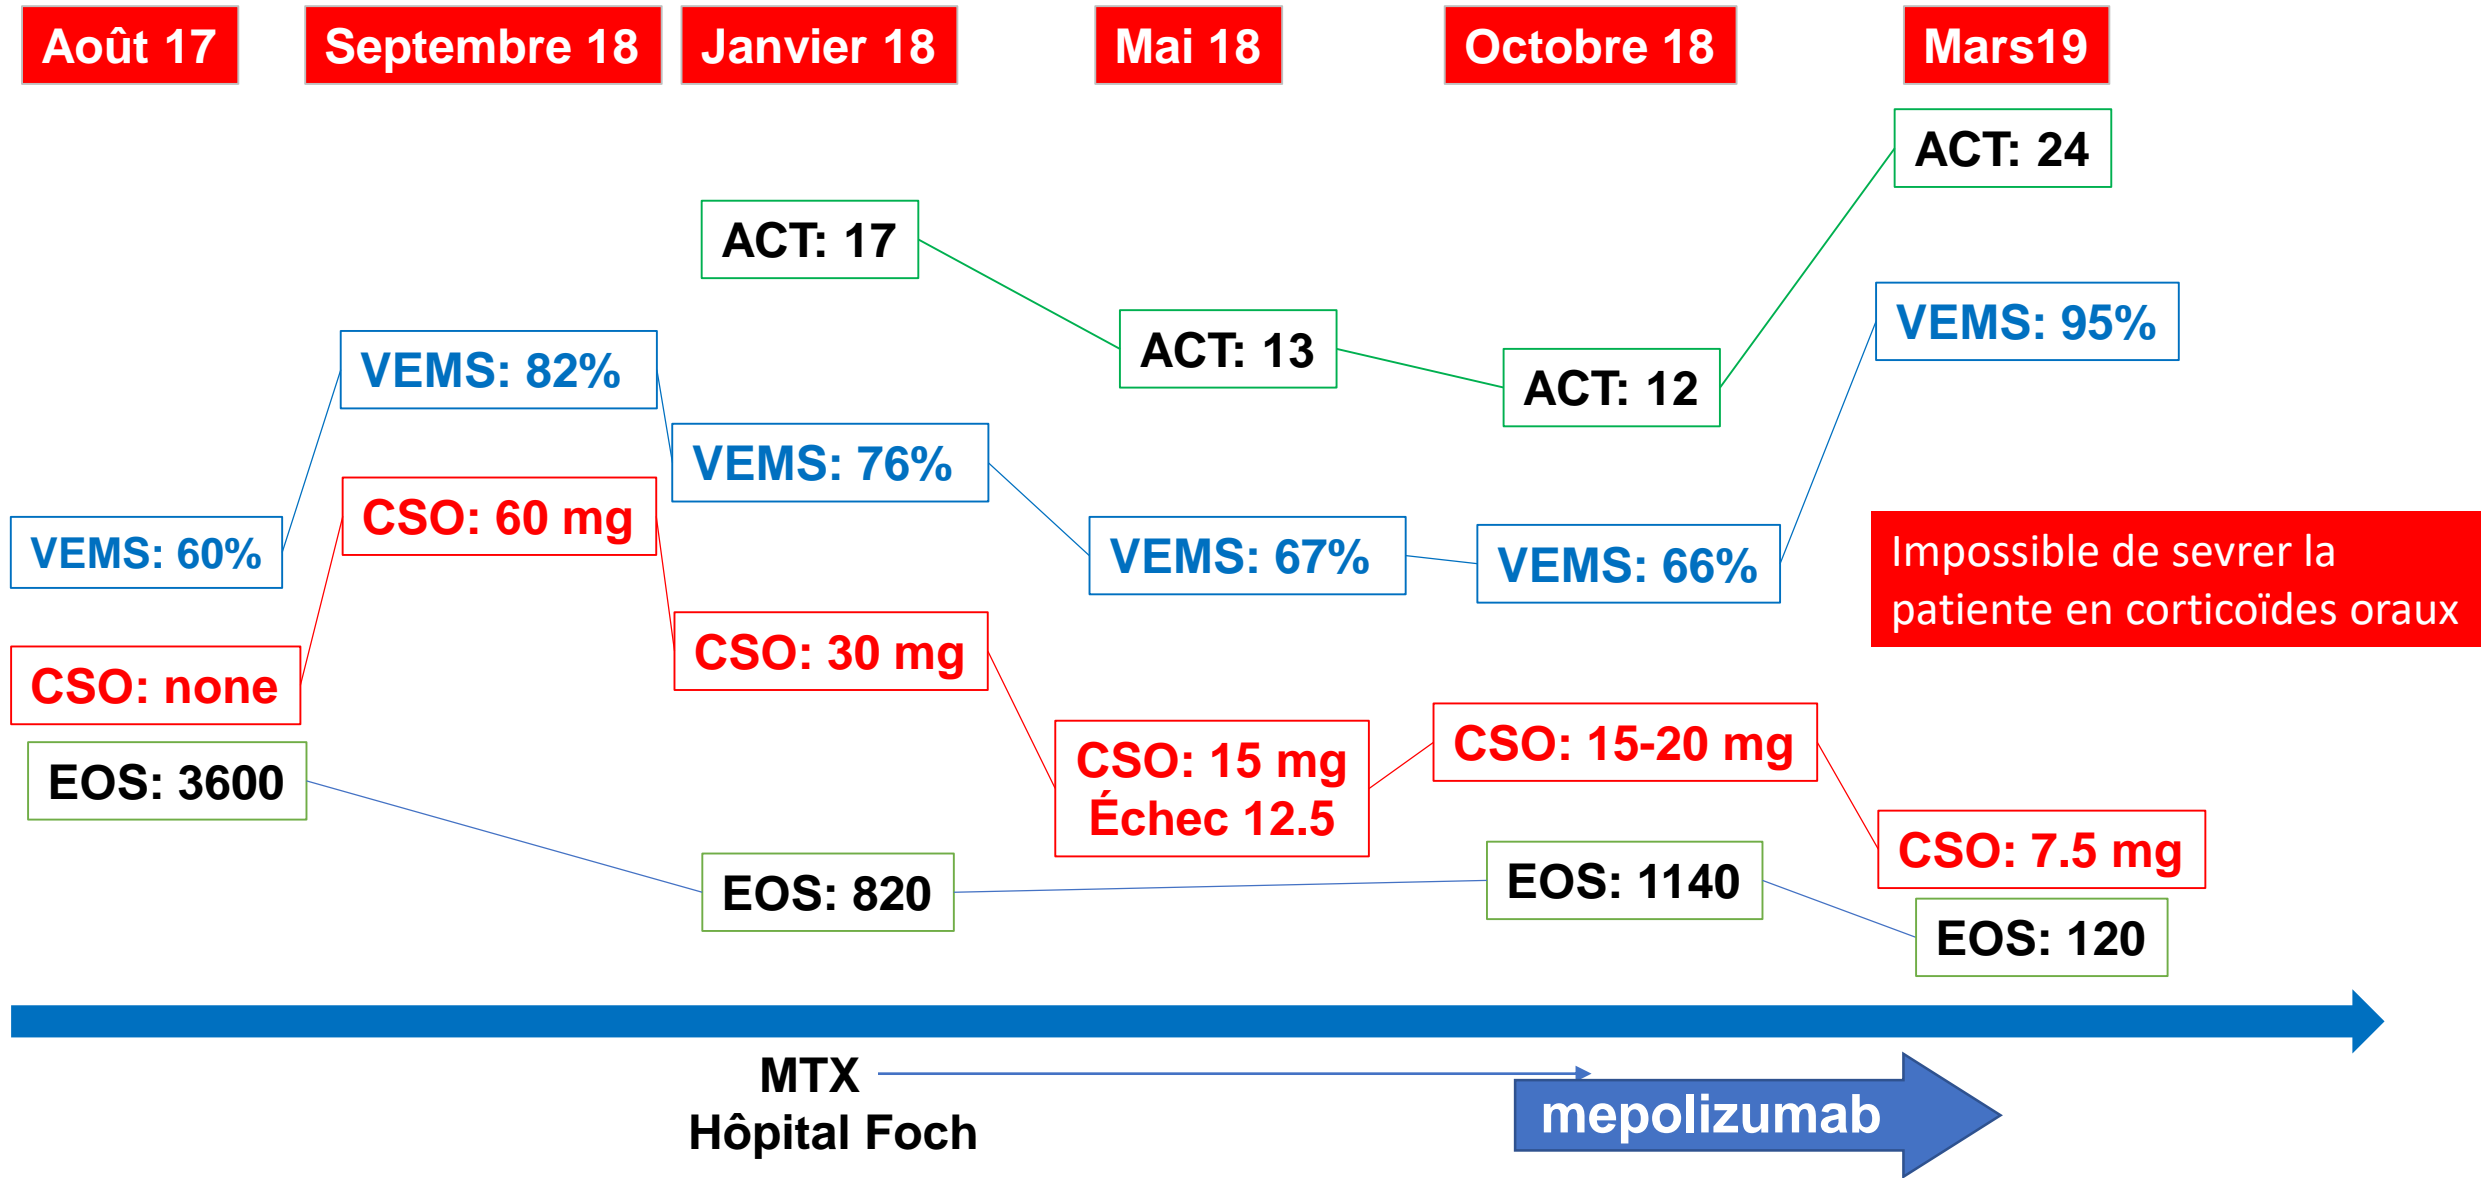 Août 17
Septembre 18
Janvier 18
Mai 18
Octobre 18
Mars19
ACT: 24
ACT: 17
ACT: 13
ACT: 12
VEMS: 95%
VEMS: 82%
VEMS: 76%
VEMS: 60%
VEMS: 67%
VEMS: 66%
CSO: 60 mg
Impossible de sevrer la
patiente en corticoïdes oraux
CSO: none
CSO: 30 mg
CSO: 15 mg
Échec 12.5
CSO: 15-20 mg
CSO: 7.5 mg
EOS: 3600
EOS: 820
EOS: 1140
EOS: 120
MTX
Hôpital Foch
mepolizumab